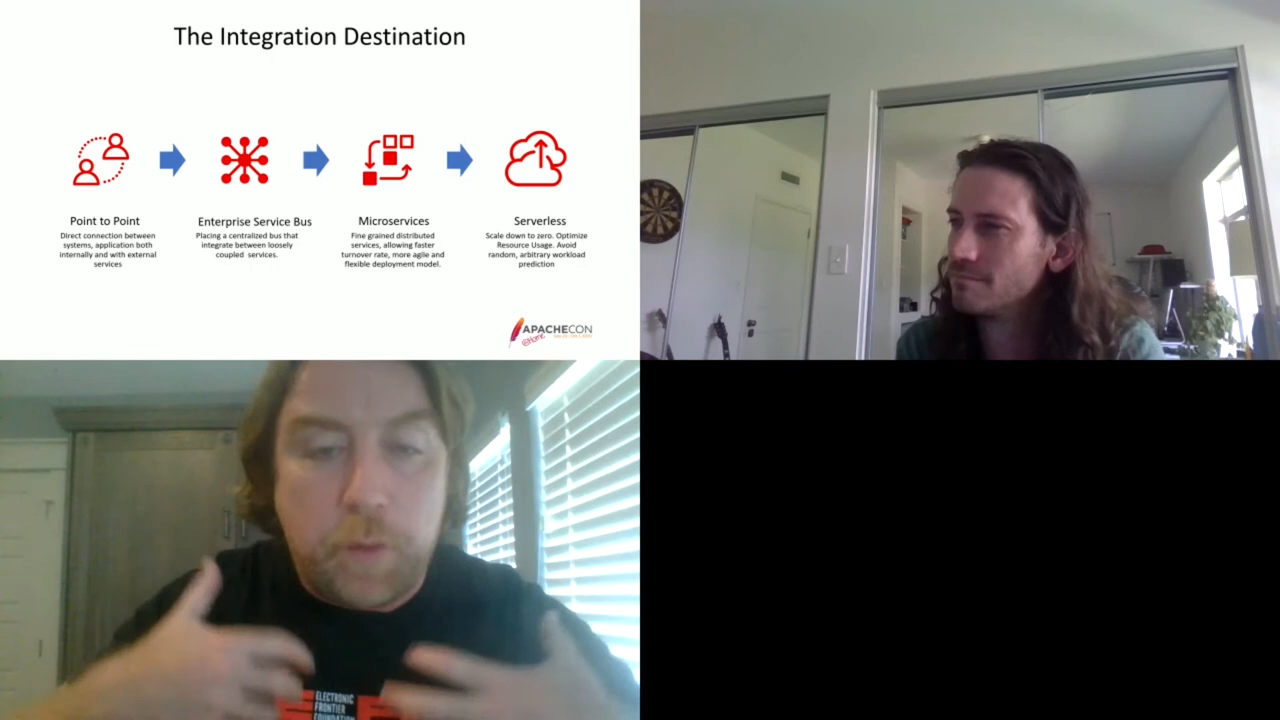 The Integration Destination
Point to Point
Direct connection between
systems, application both
internally and with external
services
Enterprise Service Bus
Placing a centralized bus that
integrate between loosely
coupled services.
Microservices
Fine grained distributed
services, allowing faster
turnover rate, more agile and
flexible deployment model.
Serverless
Scale down to zero. Optimize
Resource Usage. Avoid
random, arbitrary workload
prediction
APACHECON
@home
ELECTRONIC
FRONTIER
FOUNDATION